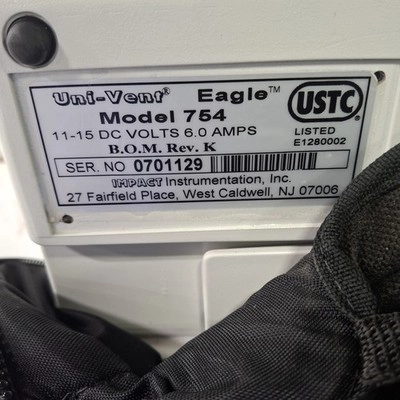 Uni-Vent® Eagle™
Model 754
11-15 DC VOLTS 6.0 AMPS
B.O.M. Rev. K
SER. NO 0701129
IMPACT Instrumentation, Inc.
27 Fairfield Place, West Caldwell, NJ 07006
USTC
LISTED
E1280002